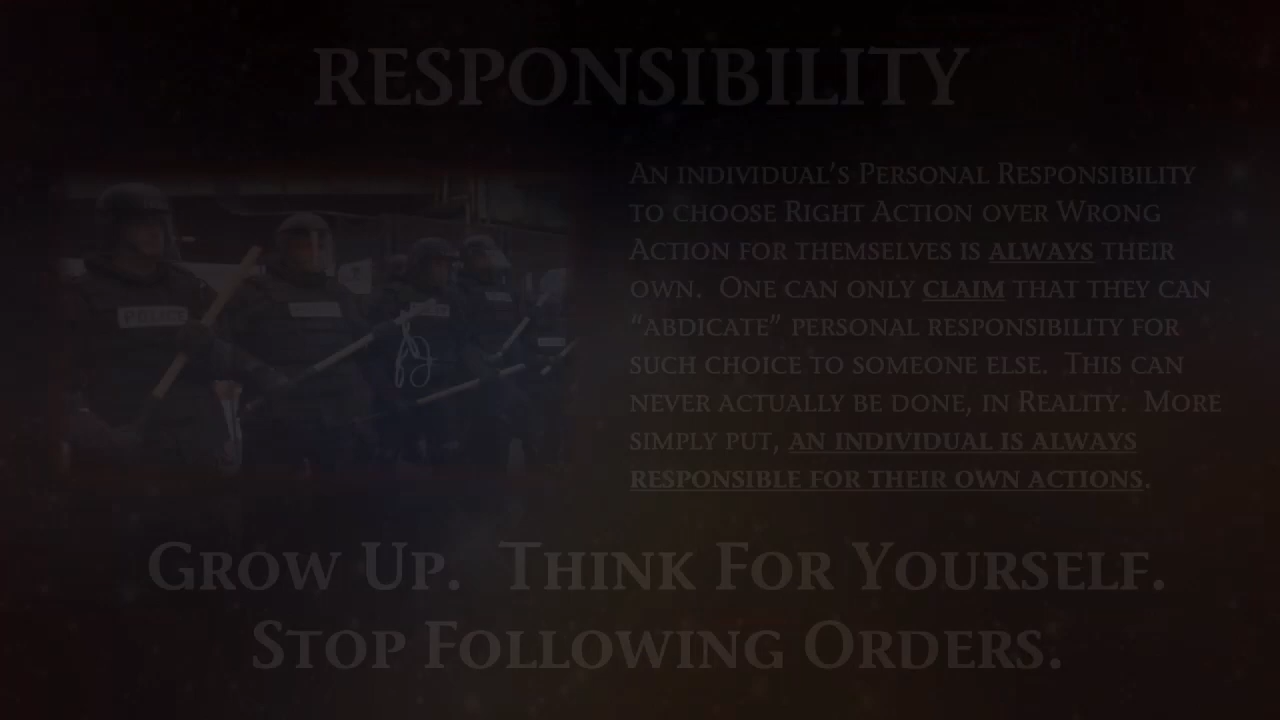 RESPONSIBILITY
POLICE
AN INDIVIDUAL'S PERSONAL RESPONSIBILITY
TO CHOOSE RIGHT ACTION OVER WRONG
ACTION FOR THEMSELVES IS ALWAYS THEIR
OWN. ONE CAN ONLY CLAIM THAT THEY CAN
“ABDICATE” PERSONAL RESPONSIBILITY FOR
SUCH CHOICE TO SOMEONE ELSE. THIS CAN
NEVER ACTUALLY BE DONE, IN REALITY. MORE
SIMPLY PUT, AN INDIVIDUAL IS ALWAYS
RESPONSIBLE FOR THEIR OWN ACTIONS.
GROW UP. THINK FOR YOURSELF.
STOP FOLLOWING ORDERS.